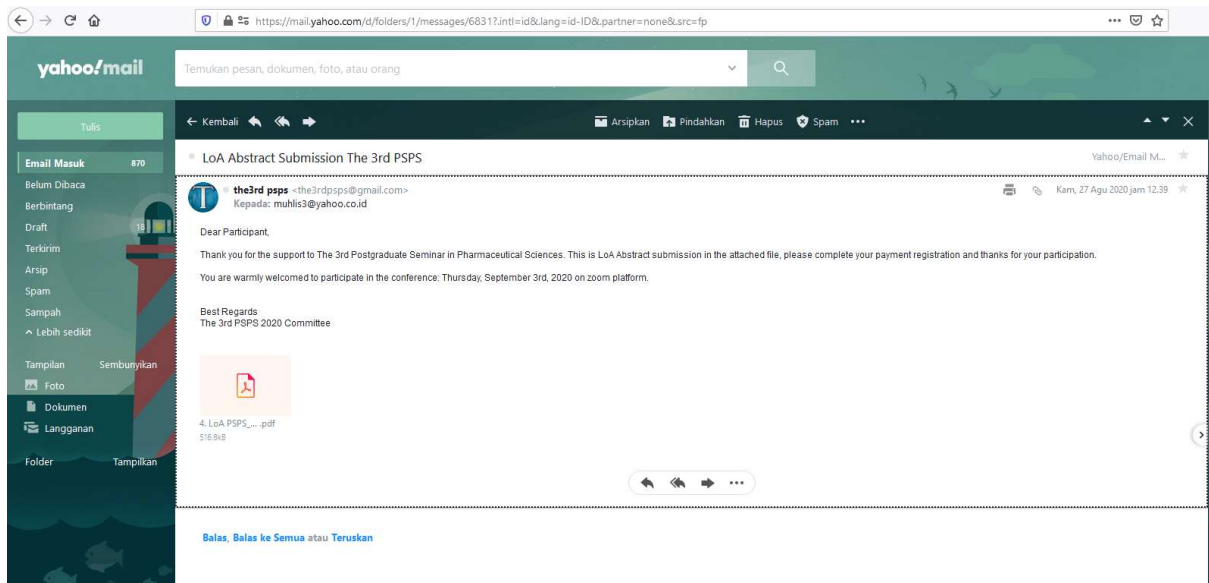 https://mail.yahoo.com/d/folders/1/messages/6831?.intl=id&.lang=id-ID&.partner=none&.src=fp
yahoo!mail
Temukan pesan, dokumen, foto, atau orang
Tulis
Kembali
Arsipkan Pindahkan Hapus Spam
Email Masuk 870
Belum Dibaca
Berbintang
Draft 18
Terkirim
Arsip
Spam
Sampah
Lebih sedikit
Tampilan Sembunyikan
Foto
Dokumen
Langganan
Folder Tampilkan
LoA Abstract Submission The 3rd PSPS
Yahoo/Email M...
T
the3rd psps <the3rdpsps@gmail.com>
Kam, 27 Agu 2020 jam 12.39
Kepada: muhlis3@yahoo.co.id
Dear Participant,
Thank you for the support to The 3rd Postgraduate Seminar in Pharmaceutical Sciences. This is LoA Abstract submission in the attached file, please complete your payment registration and thanks for your participation.
You are warmly welcomed to participate in the conference: Thursday, September 3rd, 2020 on zoom platform.
Best Regards
The 3rd PSPS 2020 Committee
4. LoA PSPS_... .pdf
516.8kB
Balas, Balas ke Semua atau Teruskan